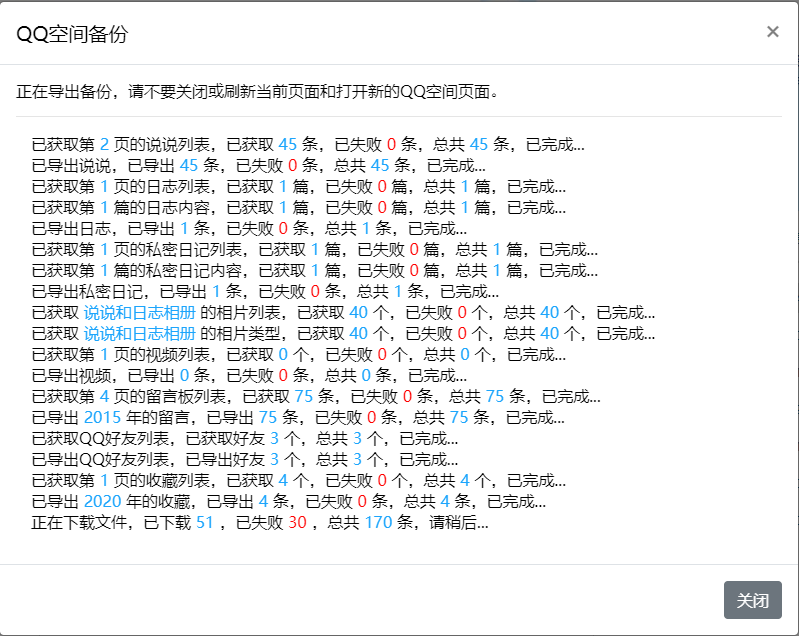 QQ空间备份
×
正在导出备份，请不要关闭或刷新当前页面和打开新的QQ空间页面。
已获取第 2 页的说说列表，已获取 45 条，已失败 0 条，总共 45 条，已完成...
已导出说说，已导出 45 条，已失败 0 条，总共 45 条，已完成...
已获取第 1 页的日志列表，已获取 1 篇，已失败 0 篇，总共 1 篇，已完成...
已获取第 1 篇的日志内容，已获取 1 篇，已失败 0 篇，总共 1 篇，已完成...
已导出日志，已导出 1 条，已失败 0 条，总共 1 条，已完成...
已获取第 1 页的私密日记列表，已获取 1 篇，已失败 0 篇，总共 1 篇，已完成...
已获取第 1 篇的私密日记内容，已获取 1 篇，已失败 0 篇，总共 1 篇，已完成...
已导出私密日记，已导出 1 条，已失败 0 条，总共 1 条，已完成...
已获取 说说和日志相册 的相片列表，已获取 40 个，已失败 0 个，总共 40 个，已完成...
已获取 说说和日志相册 的相片类型，已获取 40 个，已失败 0 个，总共 40 个，已完成...
已获取第 1 页的视频列表，已获取 0 个，已失败 0 个，总共 0 个，已完成...
已导出视频，已导出 0 条，已失败 0 条，总共 0 条，已完成...
已获取第 4 页的留言板列表，已获取 75 条，已失败 0 条，总共 75 条，已完成...
已导出 2015 年的留言，已导出 75 条，已失败 0 条，总共 75 条，已完成...
已获取QQ好友列表，已获取好友 3 个，总共 3 个，已完成...
已导出QQ好友列表，已导出好友 3 个，总共 3 个，已完成...
已获取第 1 页的收藏列表，已获取 4 个，已失败 0 个，总共 4 个，已完成...
已导出 2020 年的收藏，已导出 4 条，已失败 0 条，总共 4 条，已完成...
正在下载文件，已下载 51 ，已失败 30 ，总共 170 条，请稍后...
关闭